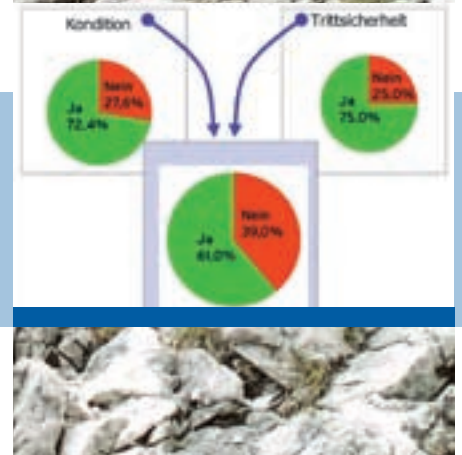 Kondition
Trittsicherheit
Nein
27,6%
Ja
72,4%
Nein
25,0%
Ja
75,0%
Nein
39,0%
Ja
61,0%